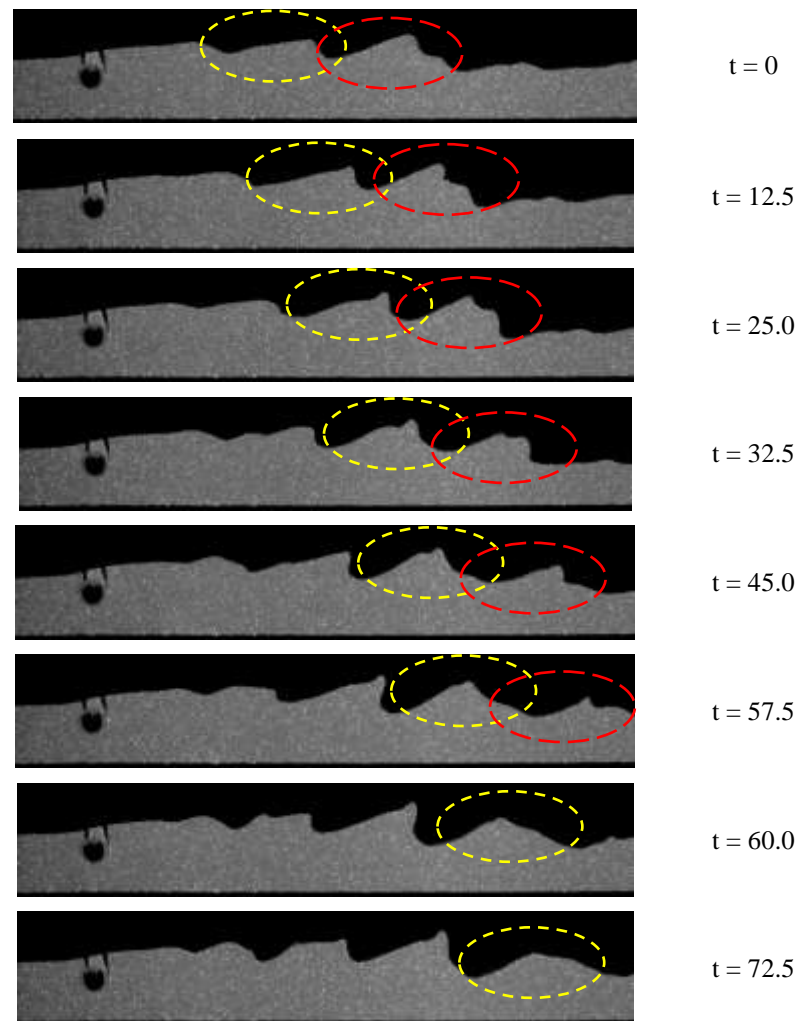 t = 0
t = 12.5
t = 25.0
t = 32.5
t = 45.0
t = 57.5
t = 60.0
t = 72.5